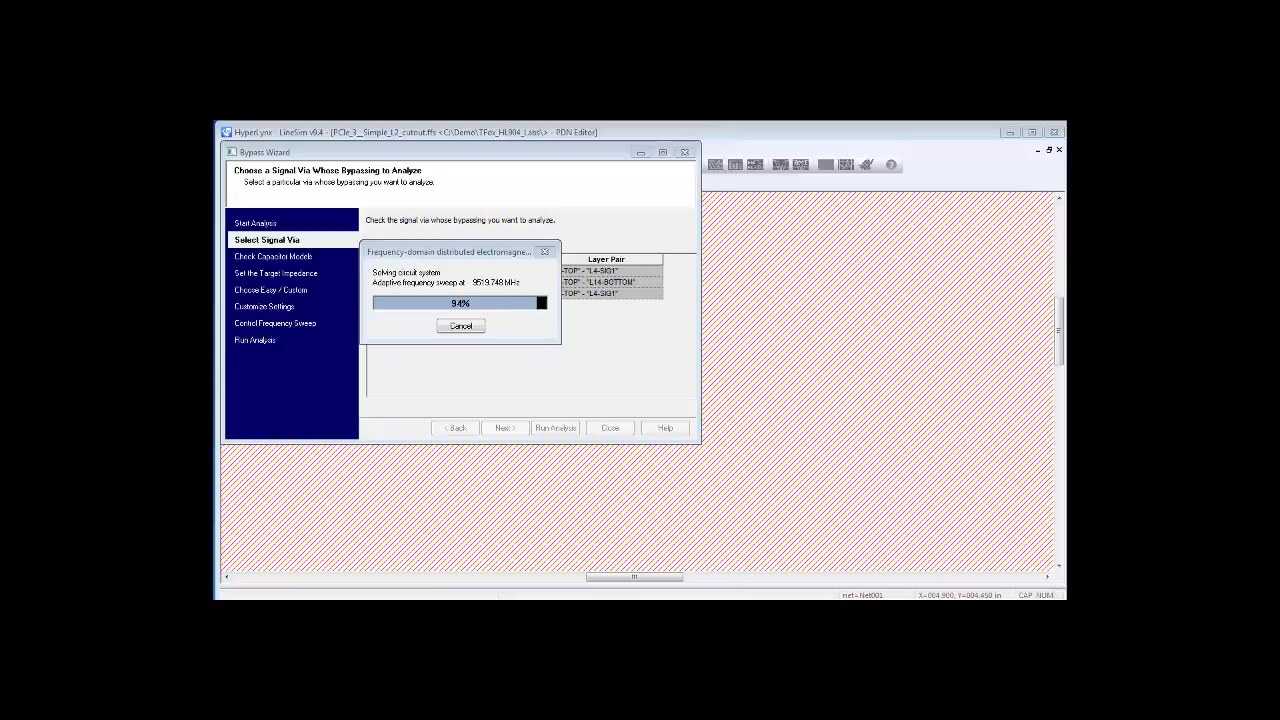 HyperLynx - LineSim v9.4 - [PCIe_3__Simple_L2_cutout.ffs <C:\Demo\TFox_HL904_Labs\> - PDN Editor]
Bypass Wizard
Choose a Signal Via Whose Bypassing to Analyze
Select a particular via whose bypassing you want to analyze.
Start Analysis
Select Signal Via
Check Capacitor Models
Set the Target Impedance
Choose Easy / Custom
Customize Settings
Control Frequency Sweep
Run Analysis
Check the signal via whose bypassing you want to analyze.
Frequency-domain distributed electromagne...
Solving circuit system
Adaptive frequency sweep at 9519.748 MHz
94%
Cancel
Layer Pair
-TOP" - "L4-SIG1"
-TOP" - "L14-BOTTOM"
-TOP" - "L4-SIG1"
< Back
Next >
Run Analysis
Close
Help
net=Net001
X=004.900, Y=004.450 in
CAP NUM